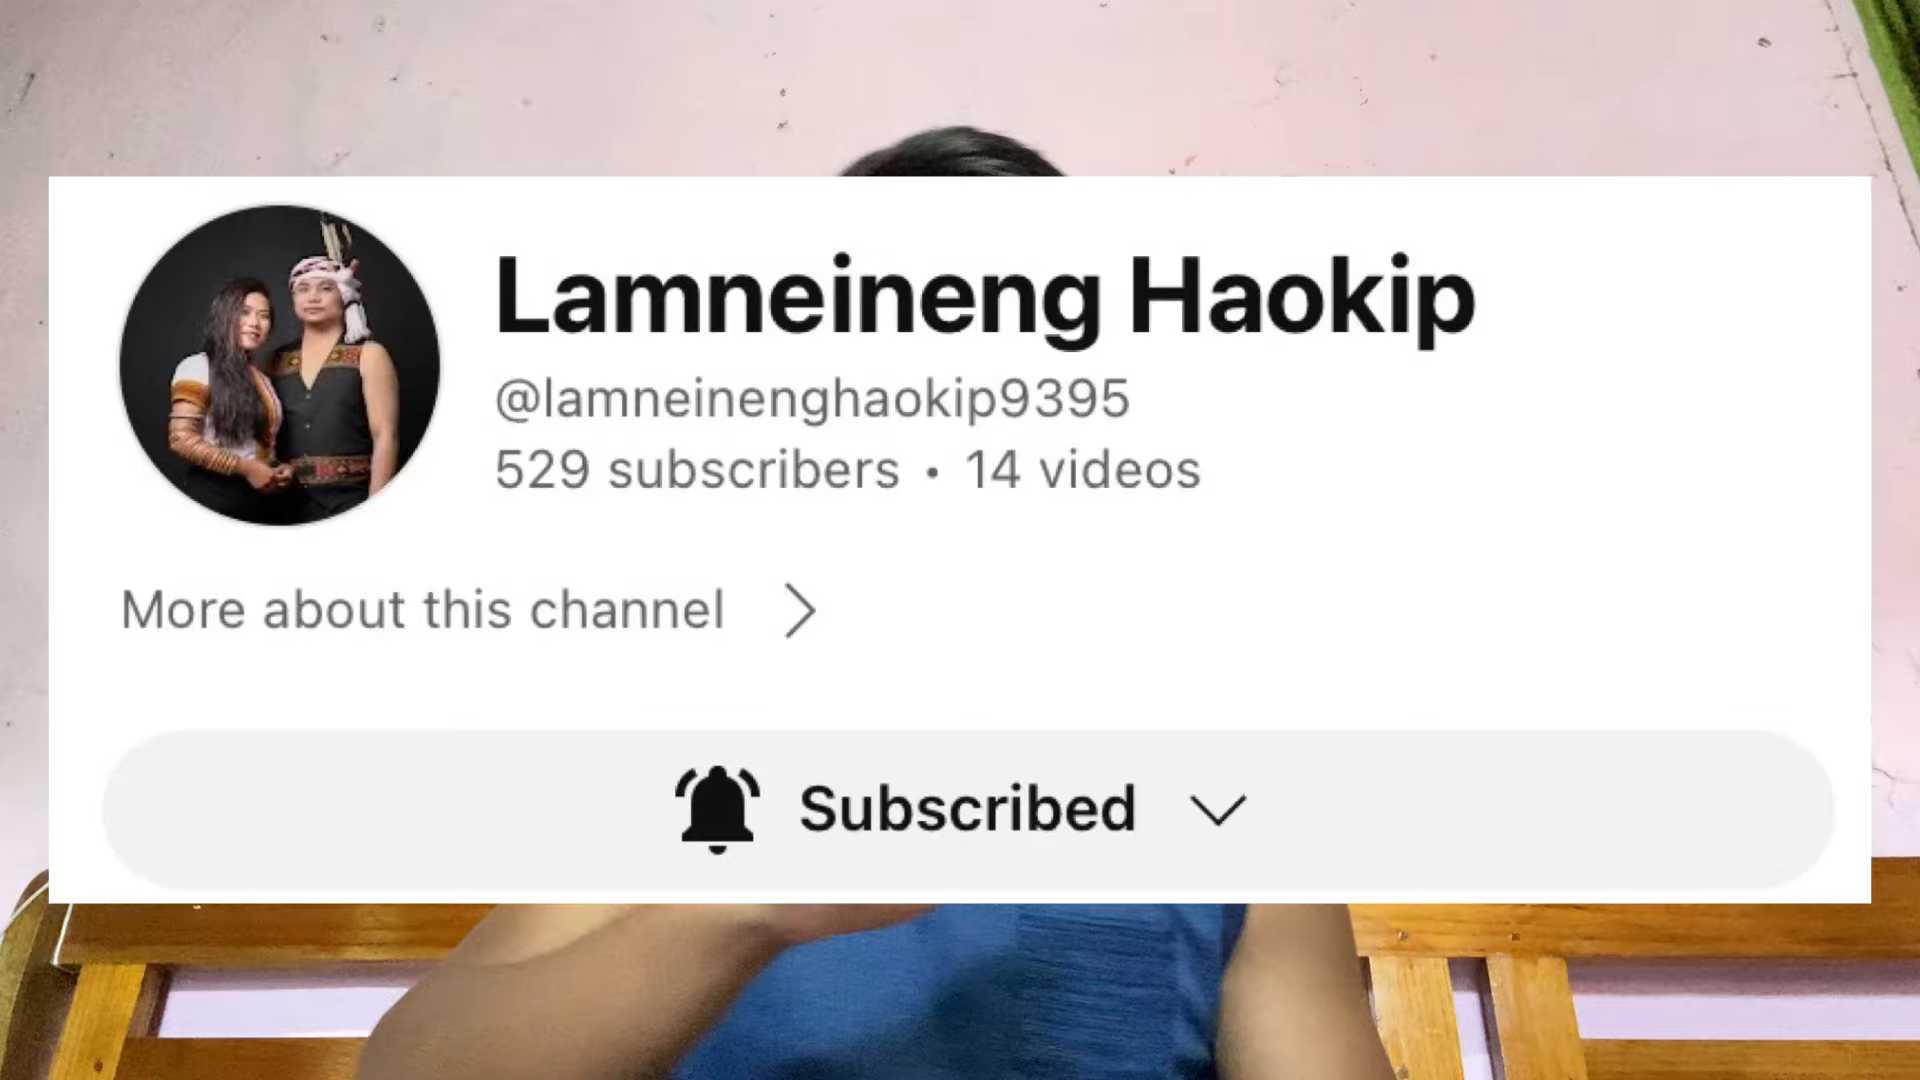 Lamneineng Haokip
@lamneinenghaokip9395
529 subscribers • 14 videos
More about this channel
Subscribed